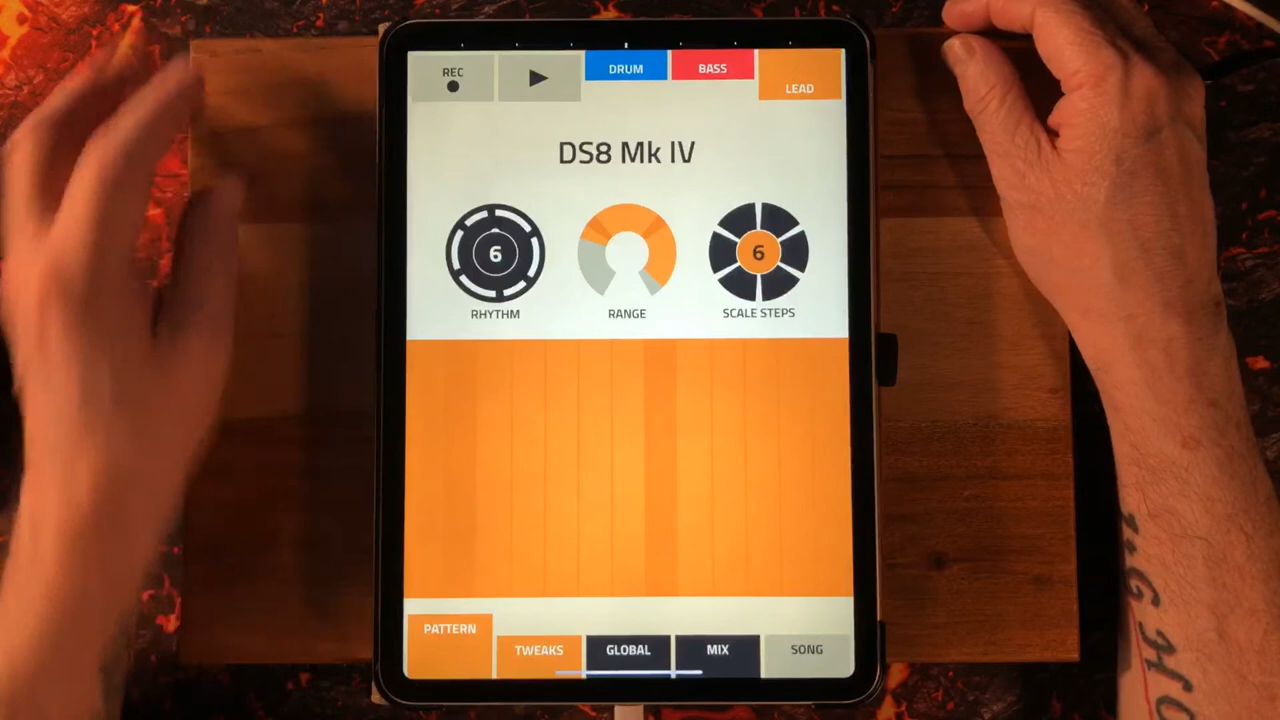 REC
DRUM
BASS
LEAD
DS8 Mk IV
6
6
RHYTHM
RANGE
SCALE STEPS
PATTERN
TWEAKS
GLOBAL
MIX
SONG